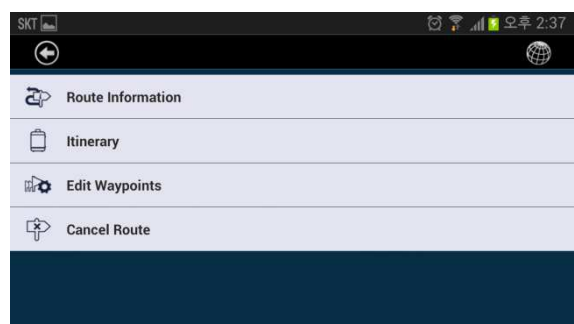 SKT 오후 2:37
Route Information
Itinerary
Edit Waypoints
Cancel Route